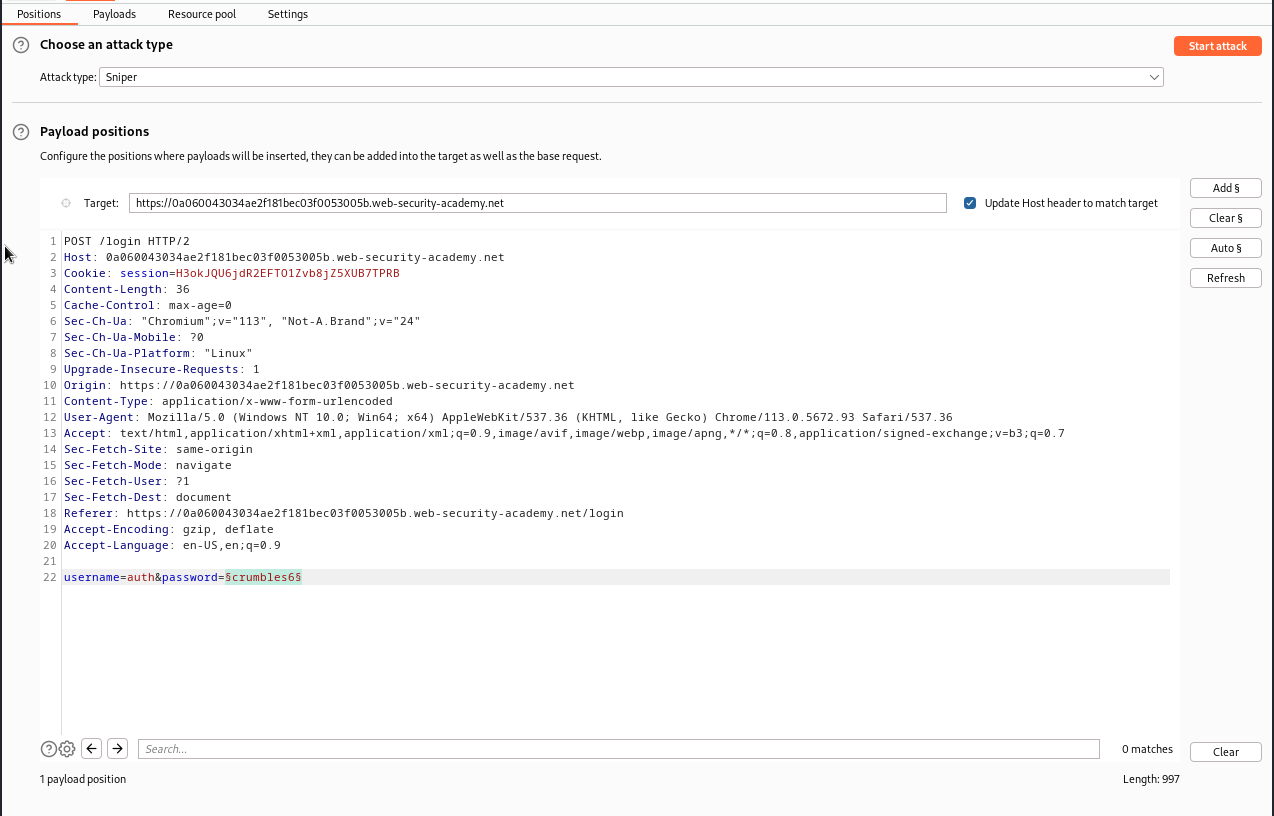 Positions Payloads Resource pool Settings
Choose an attack type
Start attack
Attack type: Sniper
Payload positions
Configure the positions where payloads will be inserted, they can be added into the target as well as the base request.
Target: https://0a060043034ae2f181bec03f0053005b.web-security-academy.net Update Host header to match target
Add §
Clear §
Auto §
Refresh
1 POST /login HTTP/2
2 Host: 0a060043034ae2f181bec03f0053005b.web-security-academy.net
3 Cookie: session=H3okJQU6jdR2EFTO1Zvb8jZ5XUB7TPRB
4 Content-Length: 36
5 Cache-Control: max-age=0
6 Sec-Ch-Ua: "Chromium";v="113", "Not-A.Brand";v="24"
7 Sec-Ch-Ua-Mobile: ?0
8 Sec-Ch-Ua-Platform: "Linux"
9 Upgrade-Insecure-Requests: 1
10 Origin: https://0a060043034ae2f181bec03f0053005b.web-security-academy.net
11 Content-Type: application/x-www-form-urlencoded
12 User-Agent: Mozilla/5.0 (Windows NT 10.0; Win64; x64) AppleWebKit/537.36 (KHTML, like Gecko) Chrome/113.0.5672.93 Safari/537.36
13 Accept: text/html,application/xhtml+xml,application/xml;q=0.9,image/avif,image/webp,image/apng,*/*;q=0.8,application/signed-exchange;v=b3;q=0.7
14 Sec-Fetch-Site: same-origin
15 Sec-Fetch-Mode: navigate
16 Sec-Fetch-User: ?1
17 Sec-Fetch-Dest: document
18 Referer: https://0a060043034ae2f181bec03f0053005b.web-security-academy.net/login
19 Accept-Encoding: gzip, deflate
20 Accept-Language: en-US,en;q=0.9
21
22 username=auth&password=§crumbles6§
Search...
0 matches
Clear
1 payload position
Length: 997